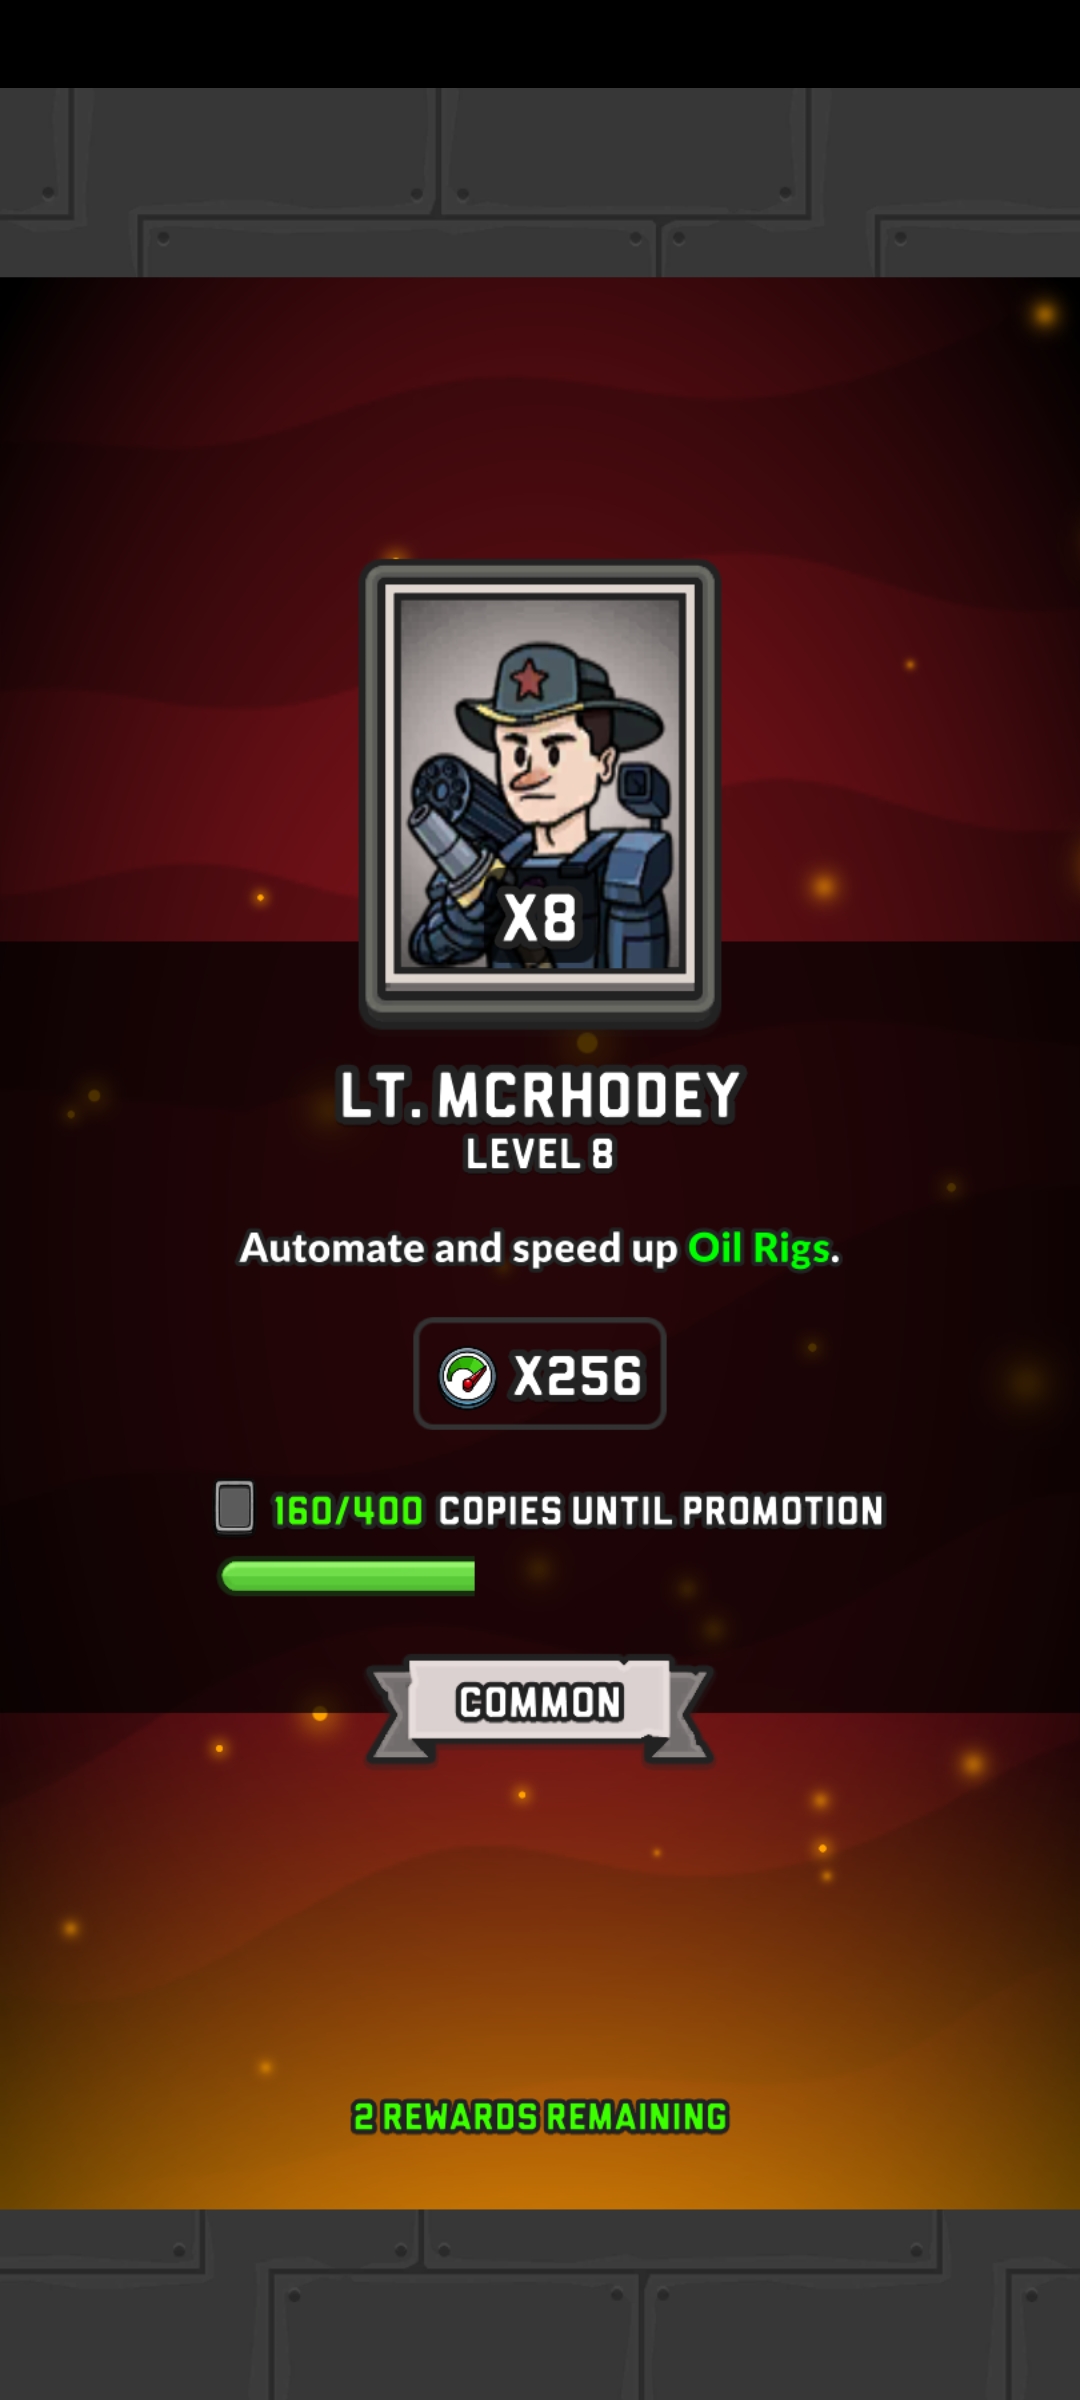 X8
LT. MCRHODEY
LEVEL 8
Automate and speed up Oil Rigs.
X256
160/400 COPIES UNTIL PROMOTION
COMMON
2 REWARDS REMAINING